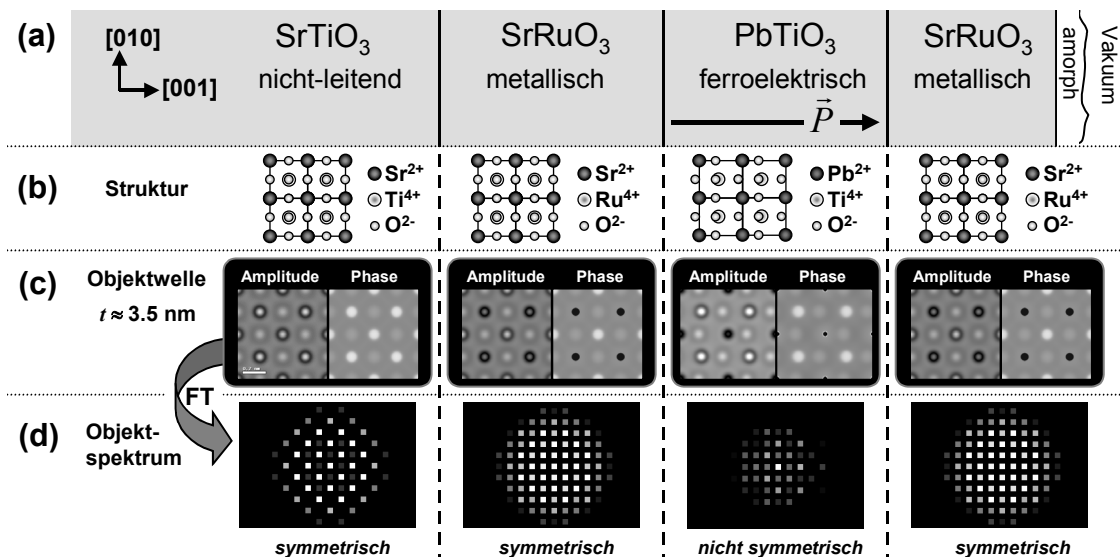 (a)
[010]
[001]
SrTiO3
nicht-leitend
SrRuO3
metallisch
PbTiO3
ferroelektrisch
P
SrRuO3
metallisch
amorph
Vakuum
(b)
Struktur
Sr2+
Ti4+
O2-
Sr2+
Ru4+
O2-
Pb2+
Ti4+
O2-
Sr2+
Ru4+
O2-
(c)
Objektwelle
t ≈ 3.5 nm
Amplitude Phase
Amplitude Phase
Amplitude Phase
Amplitude Phase
FT
(d)
Objekt-
spektrum
symmetrisch
symmetrisch
nicht symmetrisch
symmetrisch